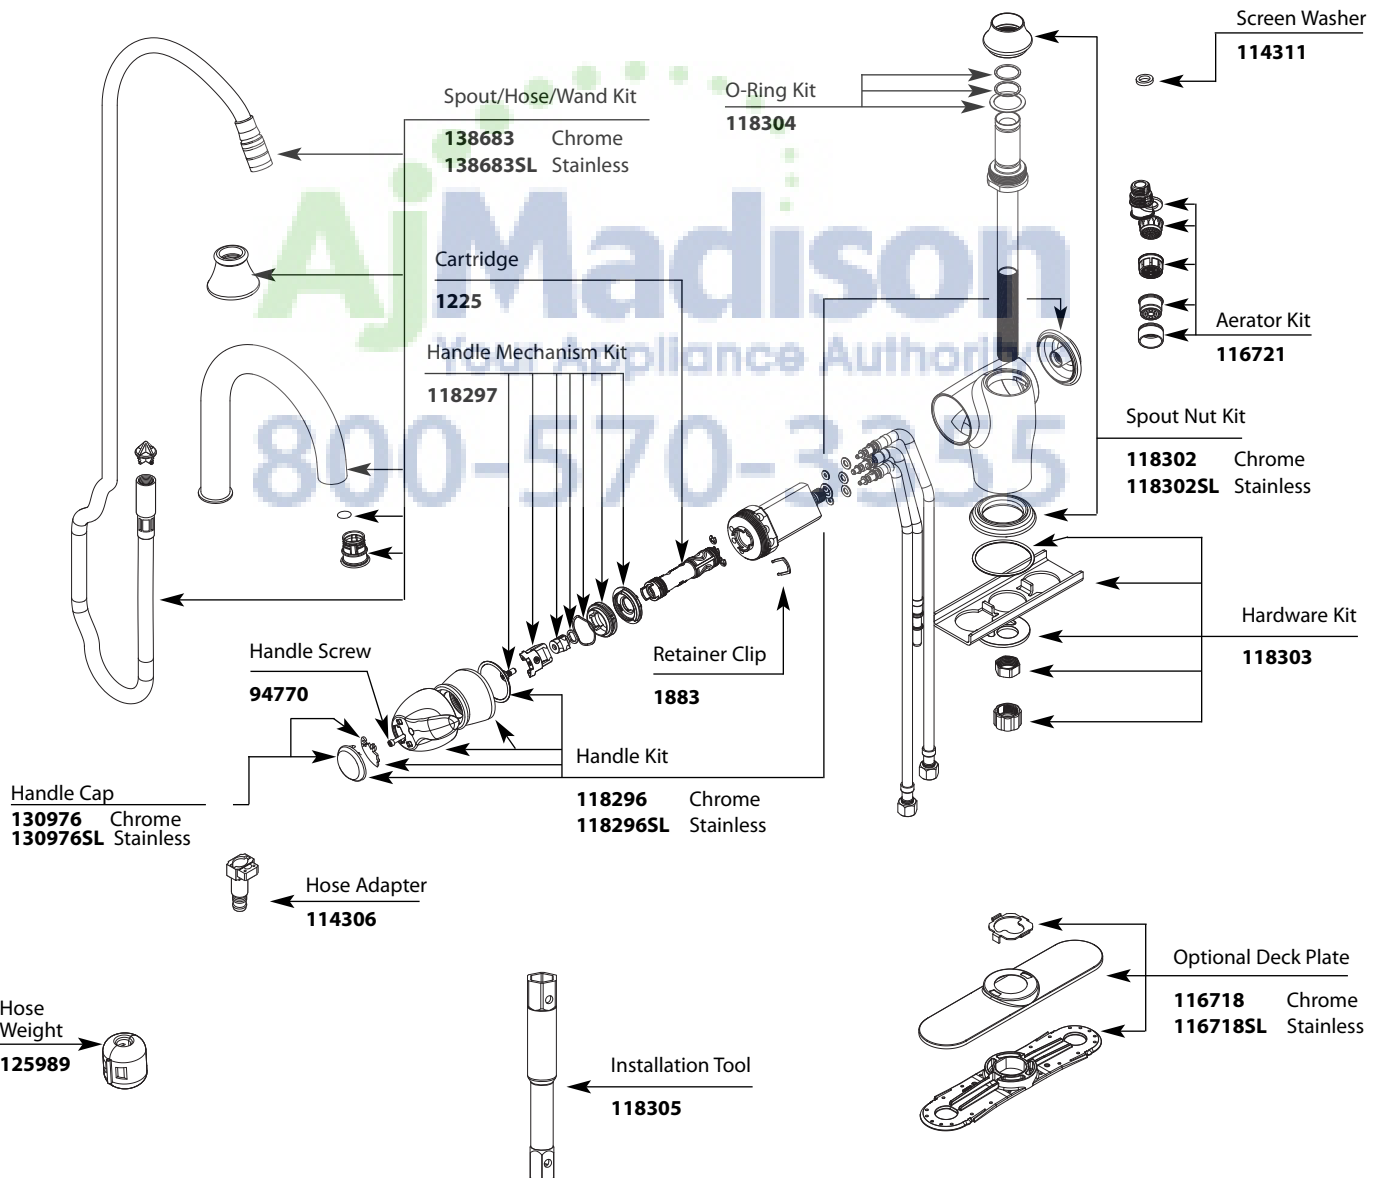 Screen Washer
114311
Spout/Hose/Wand Kit
138683 Chrome
138683SL Stainless
O-Ring Kit
118304
AjMadison
Your Appliance Authority
800-570-3355
Cartridge
1225
Handle Mechanism Kit
118297
Aerator Kit
116721
Spout Nut Kit
118302 Chrome
118302SL Stainless
Hardware Kit
118303
Handle Screw
94770
Retainer Clip
1883
Handle Kit
118296 Chrome
118296SL Stainless
Handle Cap
130976 Chrome
130976SL Stainless
Hose Adapter
114306
Optional Deck Plate
116718 Chrome
116718SL Stainless
Hose
Weight
125989
Installation Tool
118305